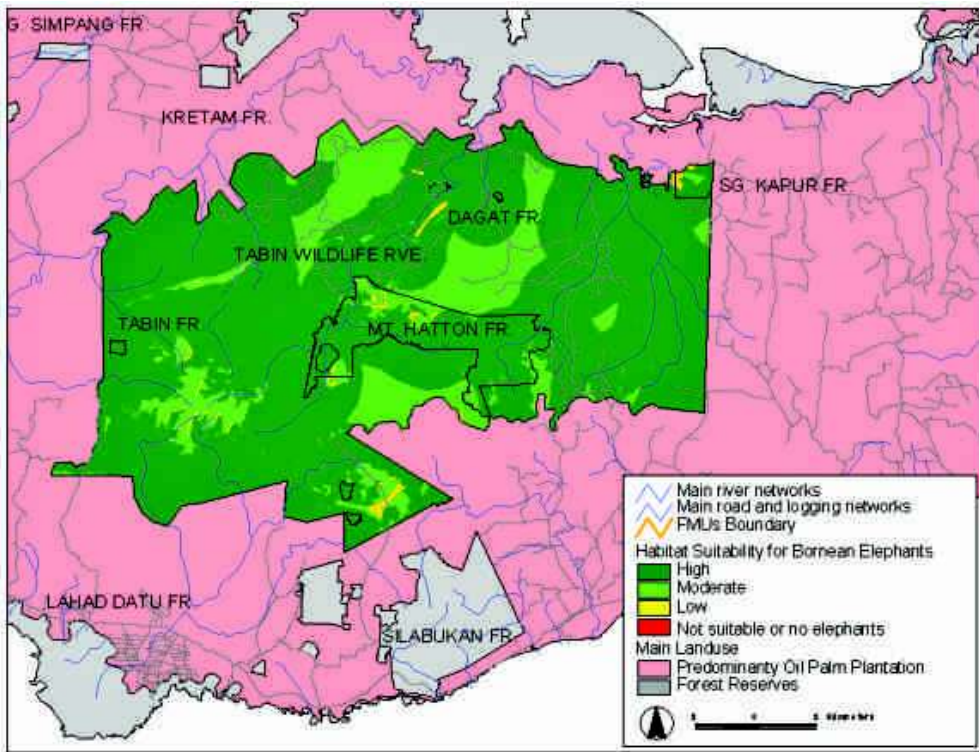 G. SIMPANG FR.
KRETAM FR.
SG. KAPUR FR.
DAGAT FR.
TABIN WILDLIFE RVE.
TABIN FR.
MT. HATTON FR.
LAHAD DATU FR
SILABUKAN FR.
Main river networks
Main road and logging networks
FMUs Boundary
Habitat Suitability for Bornean Elephants
High
Moderate
Low
Not suitable or no elephants
Main Landuse
Predominanty Oil Palm Plantation
Forest Reserves
Kilometers